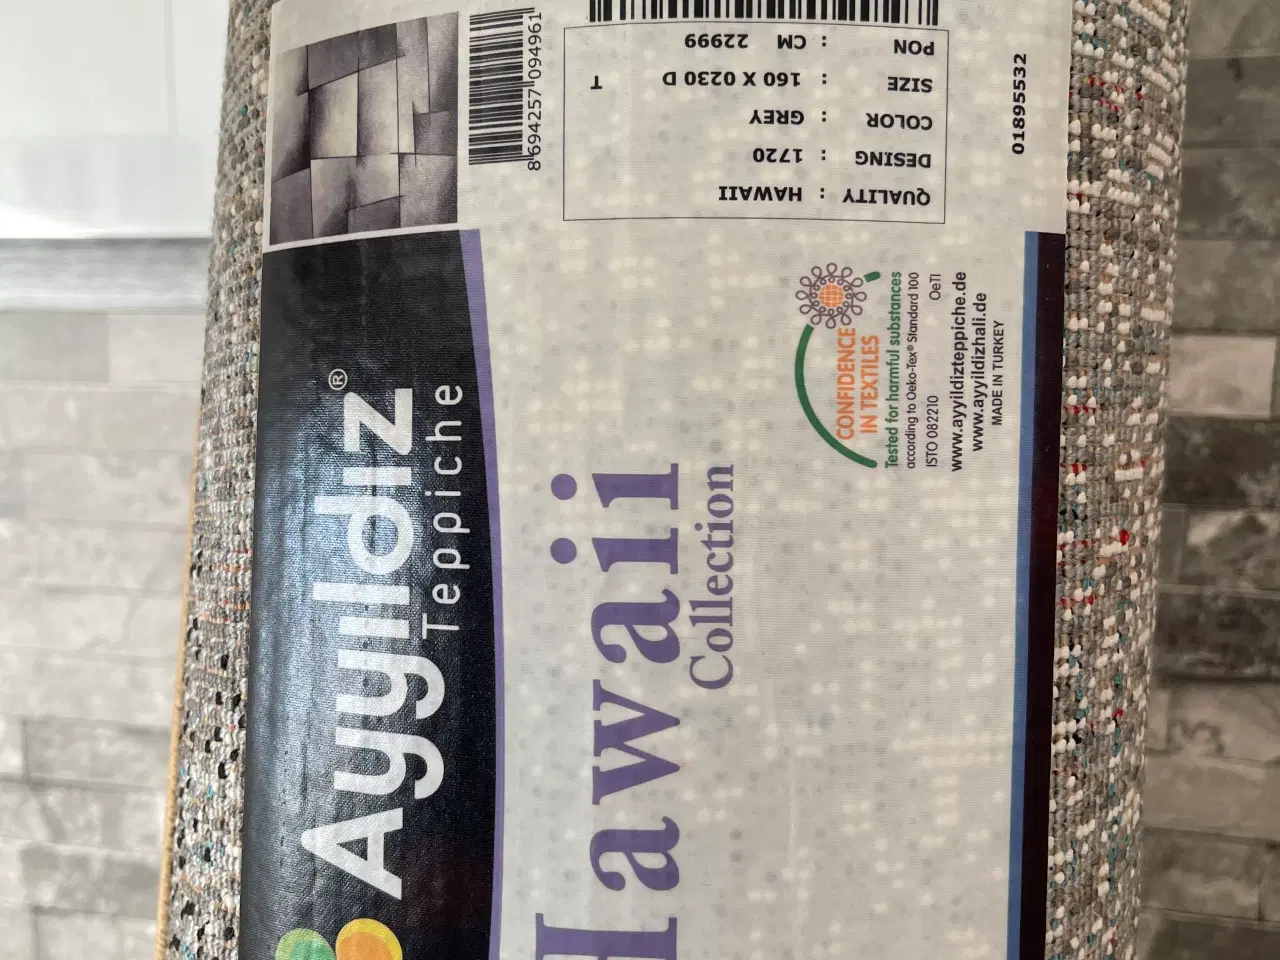 Ayyildiz®
Teppiche
Hawaii
Collection
CONFIDENCE
IN TEXTILES
Tested for harmful substances
according to Oeko-Tex® Standard 100
ISTO 082210 OeTI
www.ayyildizteppiche.de
www.ayyildizhali.de
MADE IN TURKEY
QUALITY : HAWAII
DESING : 1720
COLOR : GREY
SIZE : 160 X 0230 D T
PON : CM 22999
8694257094961
01895532